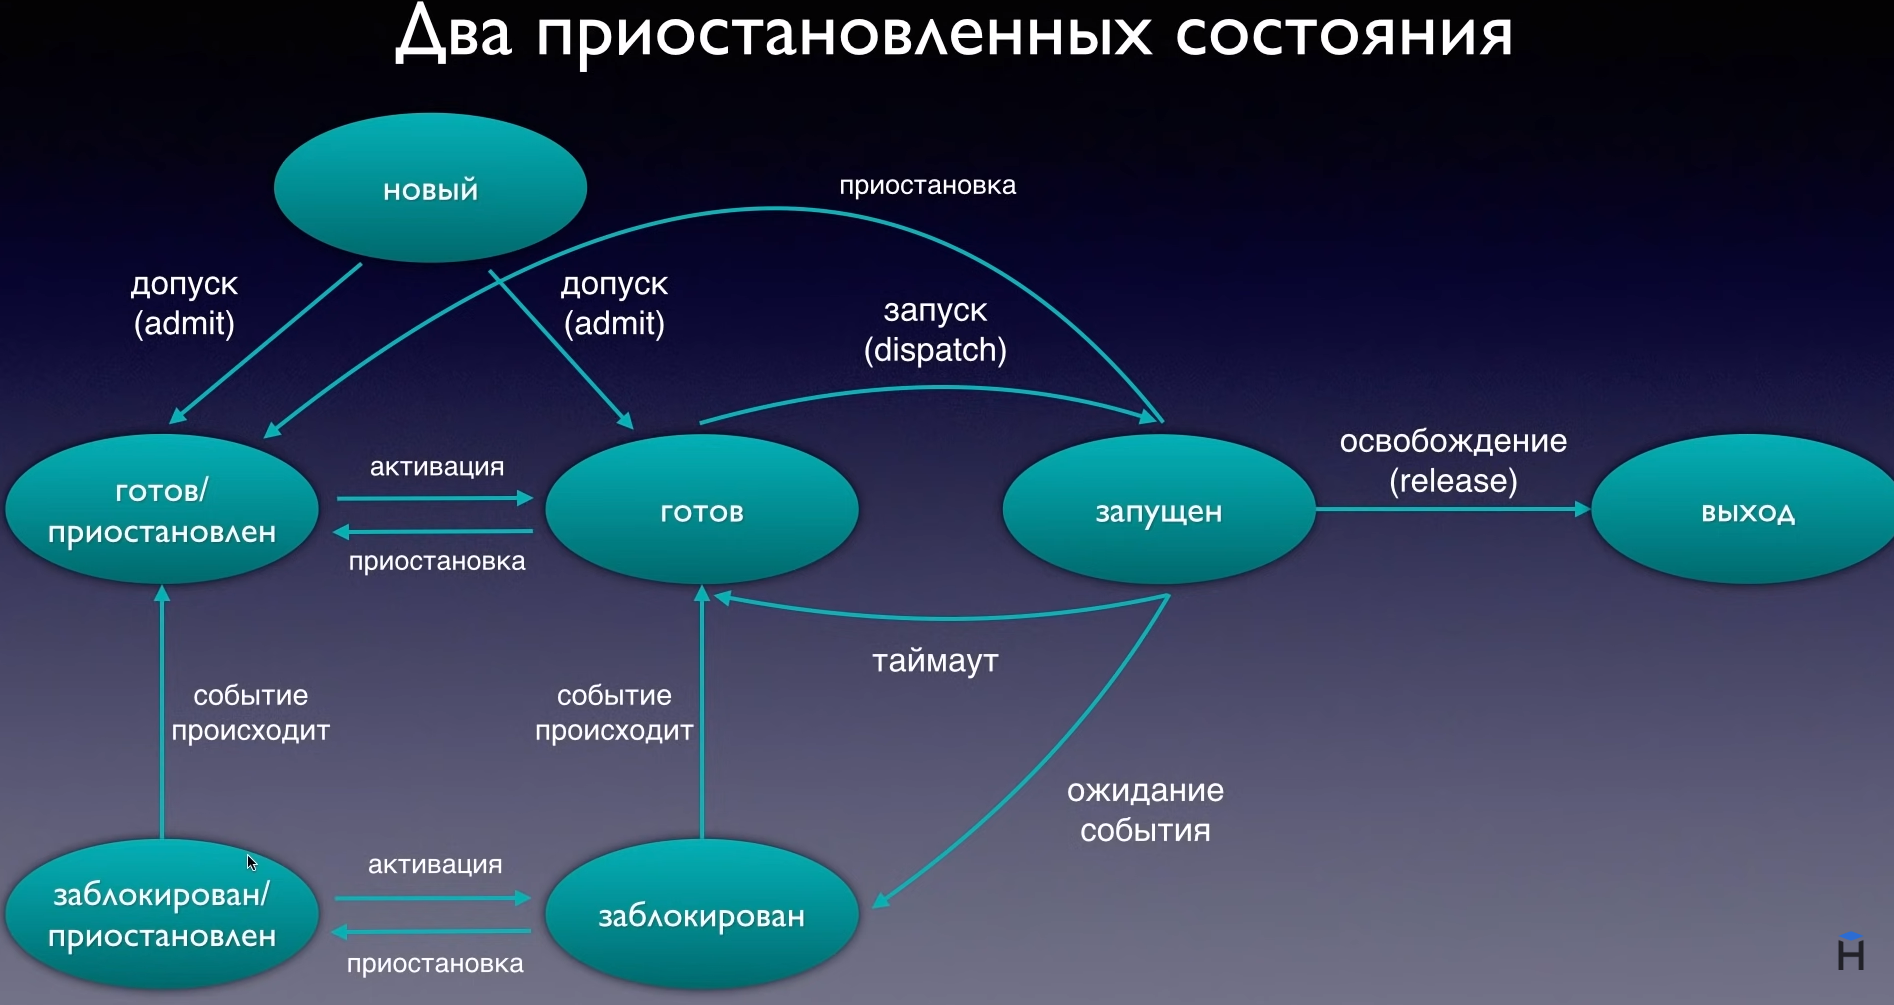 Два приостановленных состояния
новый
приостановка
допуск
(admit)
допуск
(admit)
запуск
(dispatch)
освобождение
(release)
готов/
приостановлен
активация
приостановка
готов
запущен
выход
таймаут
событие
происходит
событие
происходит
ожидание
события
заблокирован/
приостановлен
активация
приостановка
заблокирован
H